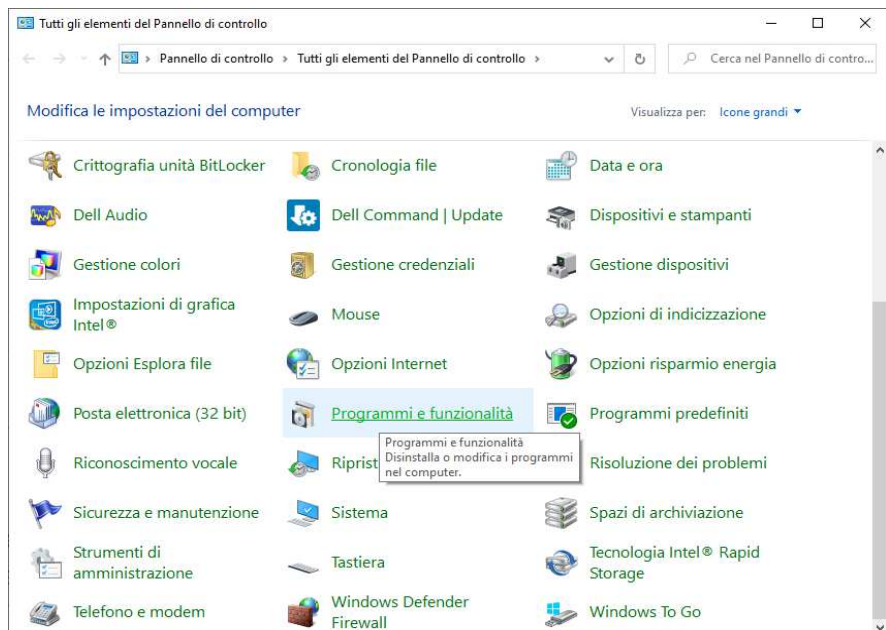 Tutti gli elementi del Pannello di controllo
Pannello di controllo > Tutti gli elementi del Pannello di controllo >
Cerca nel Pannello di contro...
Modifica le impostazioni del computer
Visualizza per: Icone grandi
Crittografia unità BitLocker
Cronologia file
Data e ora
Dell Audio
Dell Command | Update
Dispositivi e stampanti
Gestione colori
Gestione credenziali
Gestione dispositivi
Impostazioni di grafica
Intel®
Mouse
Opzioni di indicizzazione
Opzioni Esplora file
Opzioni Internet
Opzioni risparmio energia
Posta elettronica (32 bit)
Programmi e funzionalità
Programmi predefiniti
Programmi e funzionalità
Disinstalla o modifica i programmi
nel computer.
Riconoscimento vocale
Riprist
Risoluzione dei problemi
Sicurezza e manutenzione
Sistema
Spazi di archiviazione
Strumenti di
amministrazione
Tastiera
Tecnologia Intel® Rapid
Storage
Telefono e modem
Windows Defender
Firewall
Windows To Go